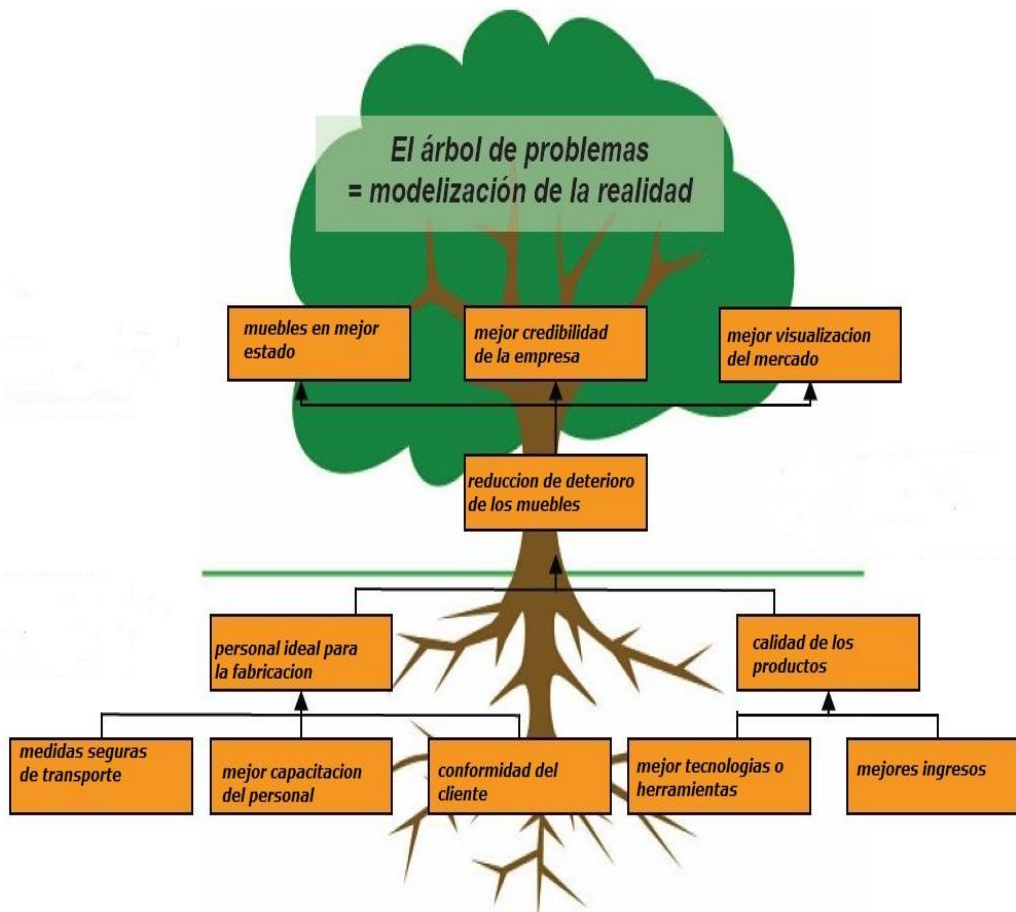 El árbol de problemas
= modelización de la realidad
muebles en mejor
estado
mejor credibilidad
de la empresa
mejor visualizacion
del mercado
reduccion de deterioro
de los muebles
personal ideal para
la fabricacion
calidad de los
productos
medidas seguras
de transporte
mejor capacitacion
del personal
conformidad del
cliente
mejor tecnologias o
herramientas
mejores ingresos